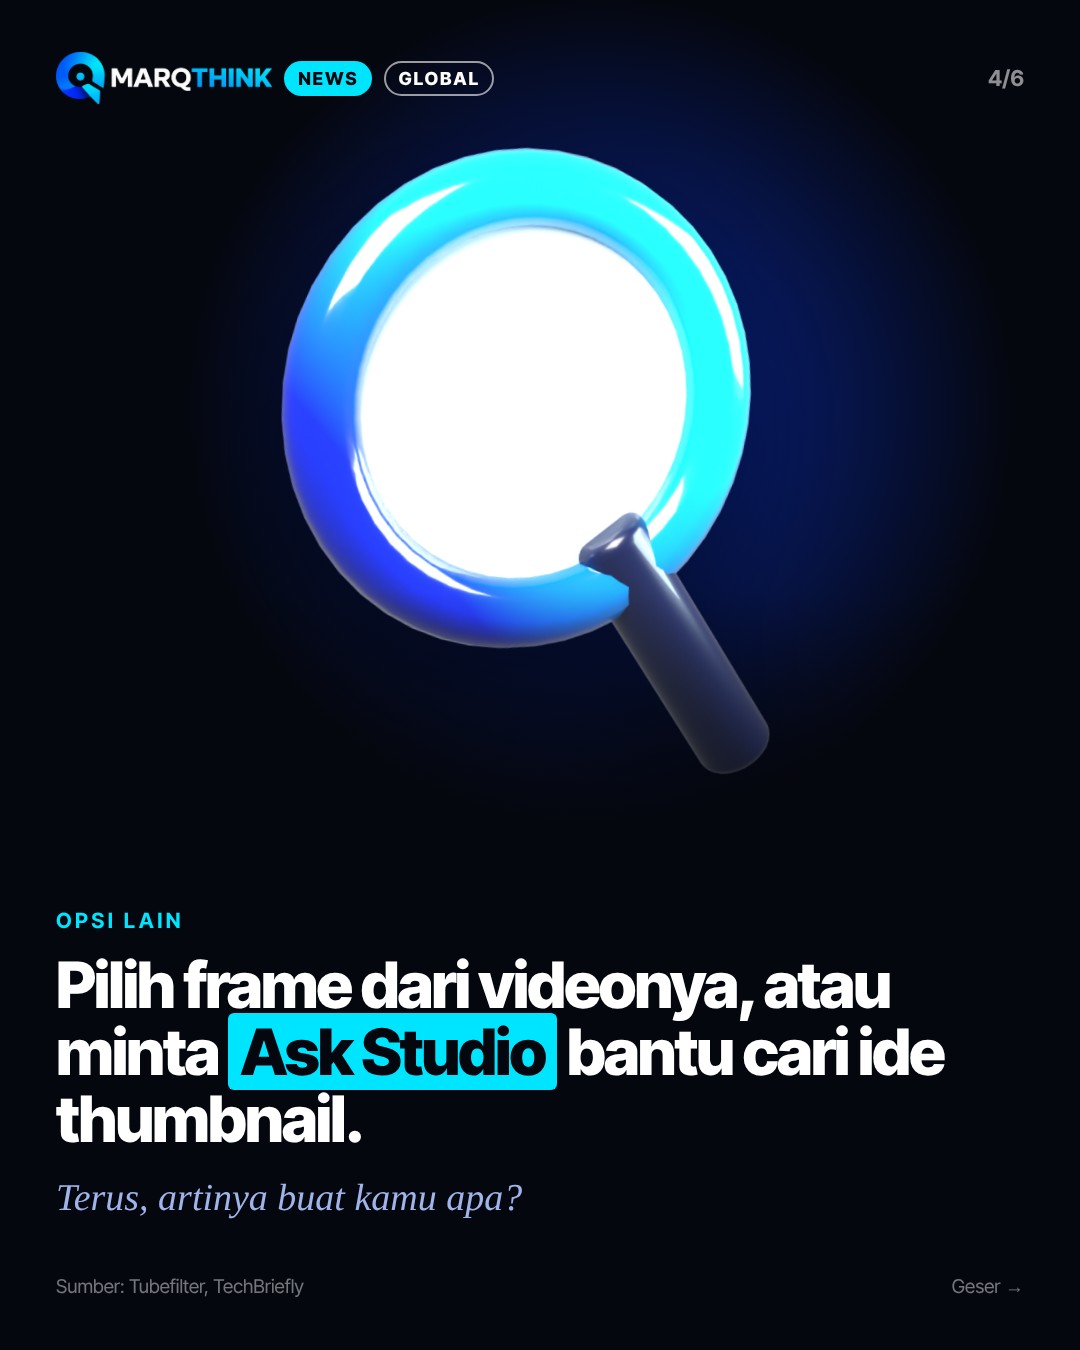 MARQTHINK NEWS GLOBAL 4/6
OPSI LAIN
Pilih frame dari videonya, atau
minta Ask Studio bantu cari ide
thumbnail.
Terus, artinya buat kamu apa?
Sumber: Tubefilter, TechBriefly Geser →